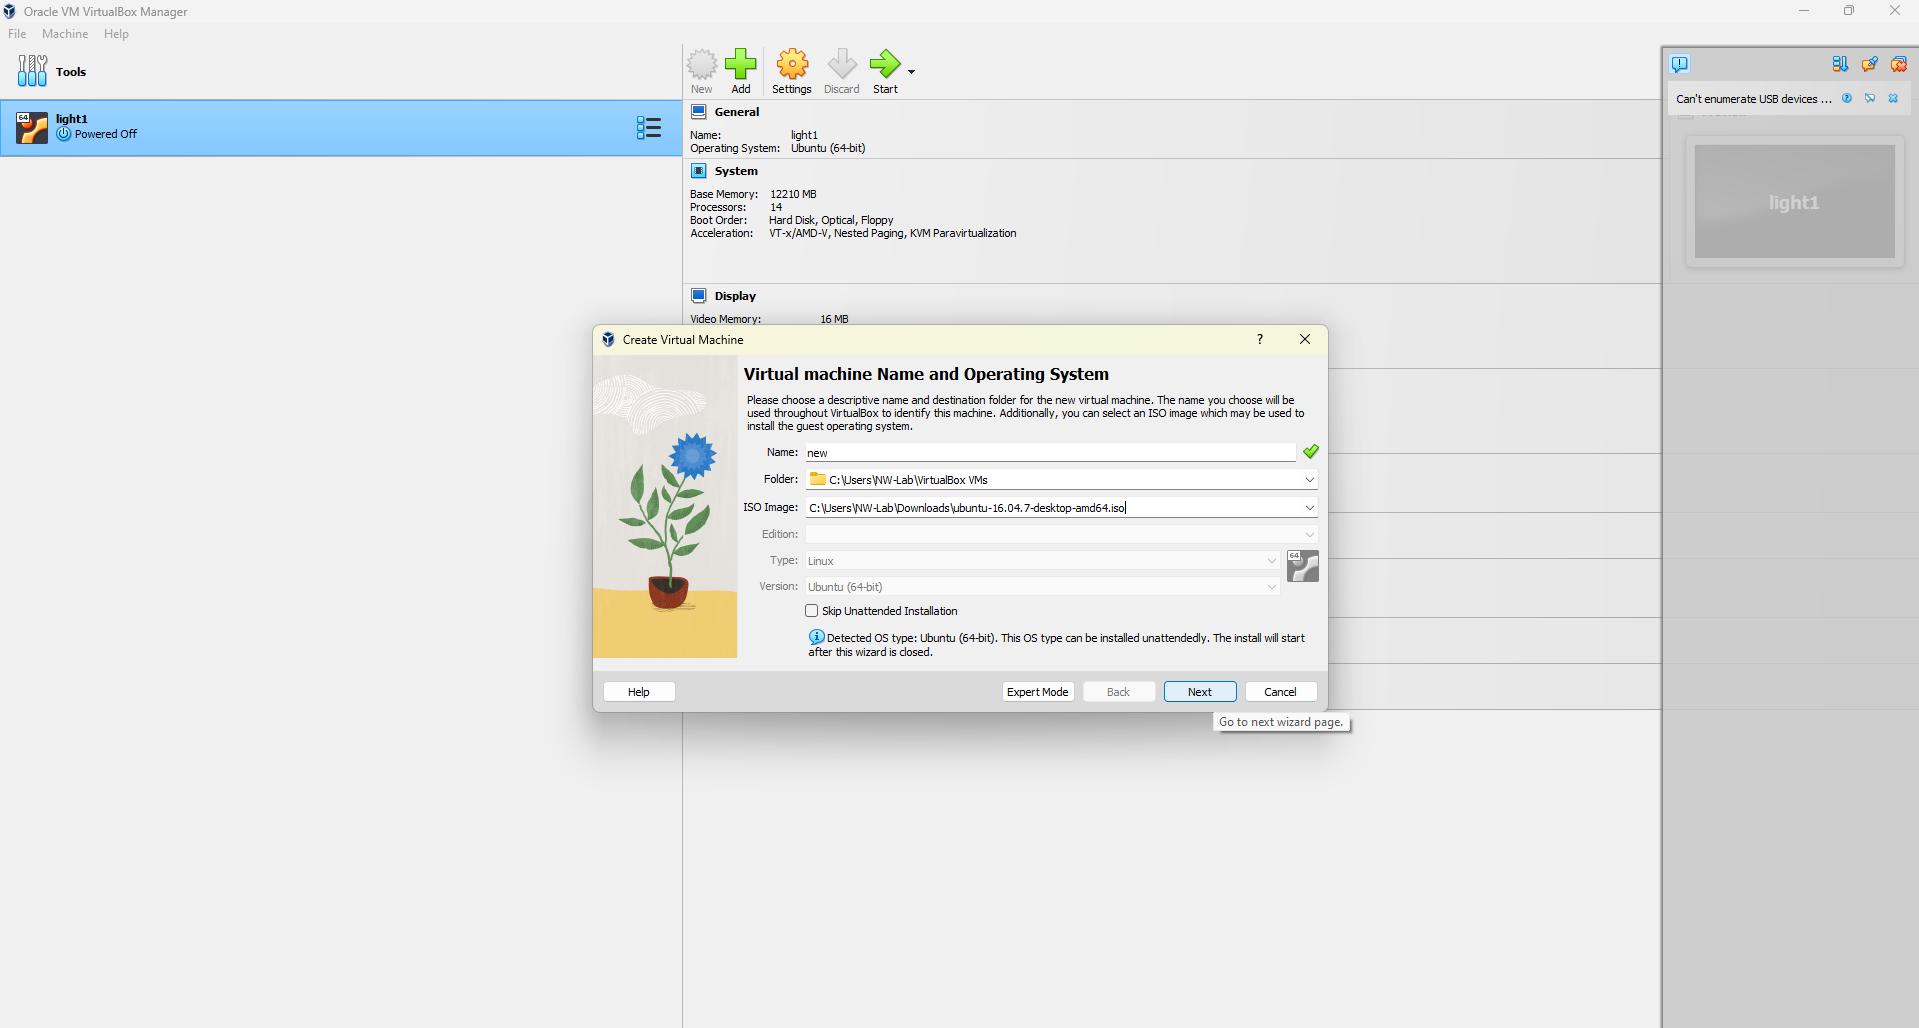 Oracle VM VirtualBox Manager
File Machine Help
Tools
New Add Settings Discard Start
Can't enumerate USB devices ...
64 light1
Powered Off
General
Name: light1
Operating System: Ubuntu (64-bit)
System
Base Memory: 12210 MB
Processors: 14
Boot Order: Hard Disk, Optical, Floppy
Acceleration: VT-x/AMD-V, Nested Paging, KVM Paravirtualization
light1
Display
Video Memory: 16 MB
Create Virtual Machine ?
Virtual machine Name and Operating System
Please choose a descriptive name and destination folder for the new virtual machine. The name you choose will be
used throughout VirtualBox to identify this machine. Additionally, you can select an ISO image which may be used to
install the guest operating system.
Name: new
Folder: C:\Users\NW-Lab\VirtualBox VMs
ISO Image: C:\Users\NW-Lab\Downloads\ubuntu-16.04.7-desktop-amd64.iso
Edition:
Type: Linux 64
Version: Ubuntu (64-bit)
Skip Unattended Installation
Detected OS type: Ubuntu (64-bit). This OS type can be installed unattendedly. The install will start
after this wizard is closed.
Help Expert Mode Back Next Cancel
Go to next wizard page.